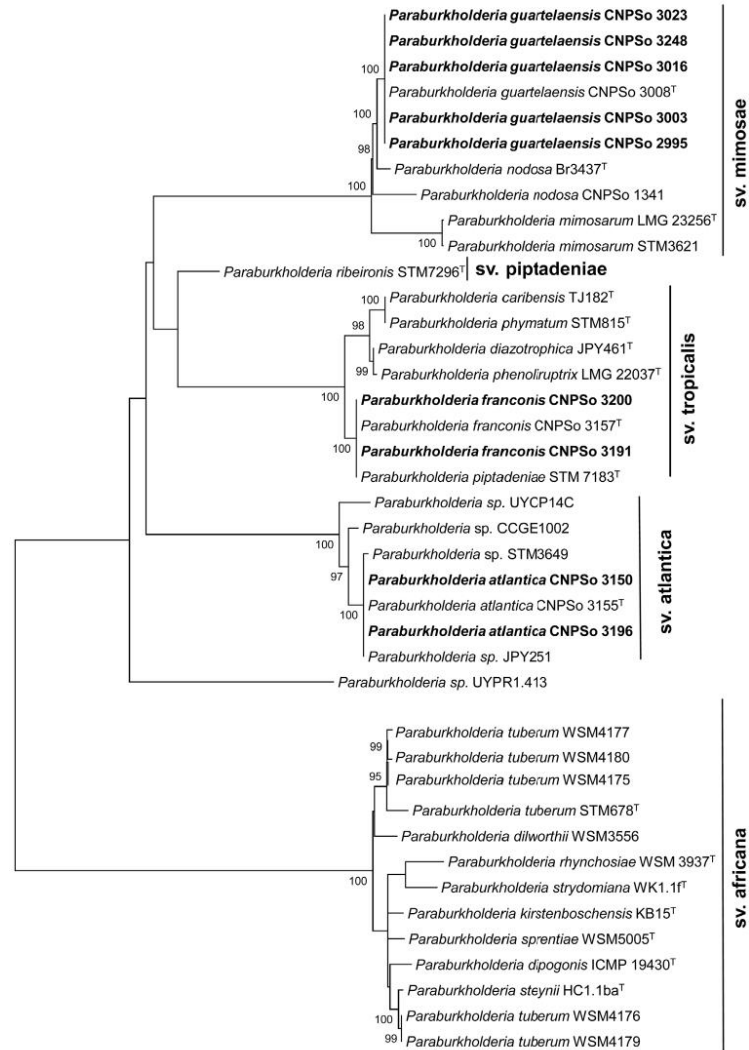 Paraburkholderia guartelaensis CNPSo 3023
Paraburkholderia guartelaensis CNPSo 3248
Paraburkholderia guartelaensis CNPSo 3016
100
Paraburkholderia guartelaensis CNPSo 3008ᵀ
Paraburkholderia guartelaensis CNPSo 3003
100
Paraburkholderia guartelaensis CNPSo 2995
98
Paraburkholderia nodosa Br3437ᵀ
100
Paraburkholderia nodosa CNPSo 1341
Paraburkholderia mimosarum LMG 23256ᵀ
100
Paraburkholderia mimosarum STM3621
sv. mimosae
Paraburkholderia ribeironis STM7296ᵀ
sv. piptadeniae
100
Paraburkholderia caribensis TJ182ᵀ
98
Paraburkholderia phymatum STM815ᵀ
Paraburkholderia diazotrophica JPY461ᵀ
99
Paraburkholderia phenoliruptrix LMG 22037ᵀ
100
Paraburkholderia franconis CNPSo 3200
Paraburkholderia franconis CNPSo 3157ᵀ
100
Paraburkholderia franconis CNPSo 3191
Paraburkholderia piptadeniae STM 7183ᵀ
sv. tropicalis
Paraburkholderia sp. UYCP14C
100
Paraburkholderia sp. CCGE1002
97
Paraburkholderia sp. STM3649
Paraburkholderia atlantica CNPSo 3150
100
Paraburkholderia atlantica CNPSo 3155ᵀ
Paraburkholderia atlantica CNPSo 3196
Paraburkholderia sp. JPY251
sv. atlantica
Paraburkholderia sp. UYPR1.413
Paraburkholderia tuberum WSM4177
99
Paraburkholderia tuberum WSM4180
95
Paraburkholderia tuberum WSM4175
Paraburkholderia tuberum STM678ᵀ
Paraburkholderia dilworthii WSM3556
100
Paraburkholderia rhynchosiae WSM 3937ᵀ
Paraburkholderia strydomiana WK1.1fᵀ
Paraburkholderia kirstenboschensis KB15ᵀ
Paraburkholderia sprentiae WSM5005ᵀ
Paraburkholderia dipogonis ICMP 19430ᵀ
Paraburkholderia steynii HC1.1baᵀ
100
Paraburkholderia tuberum WSM4176
99
Paraburkholderia tuberum WSM4179
sv. africana